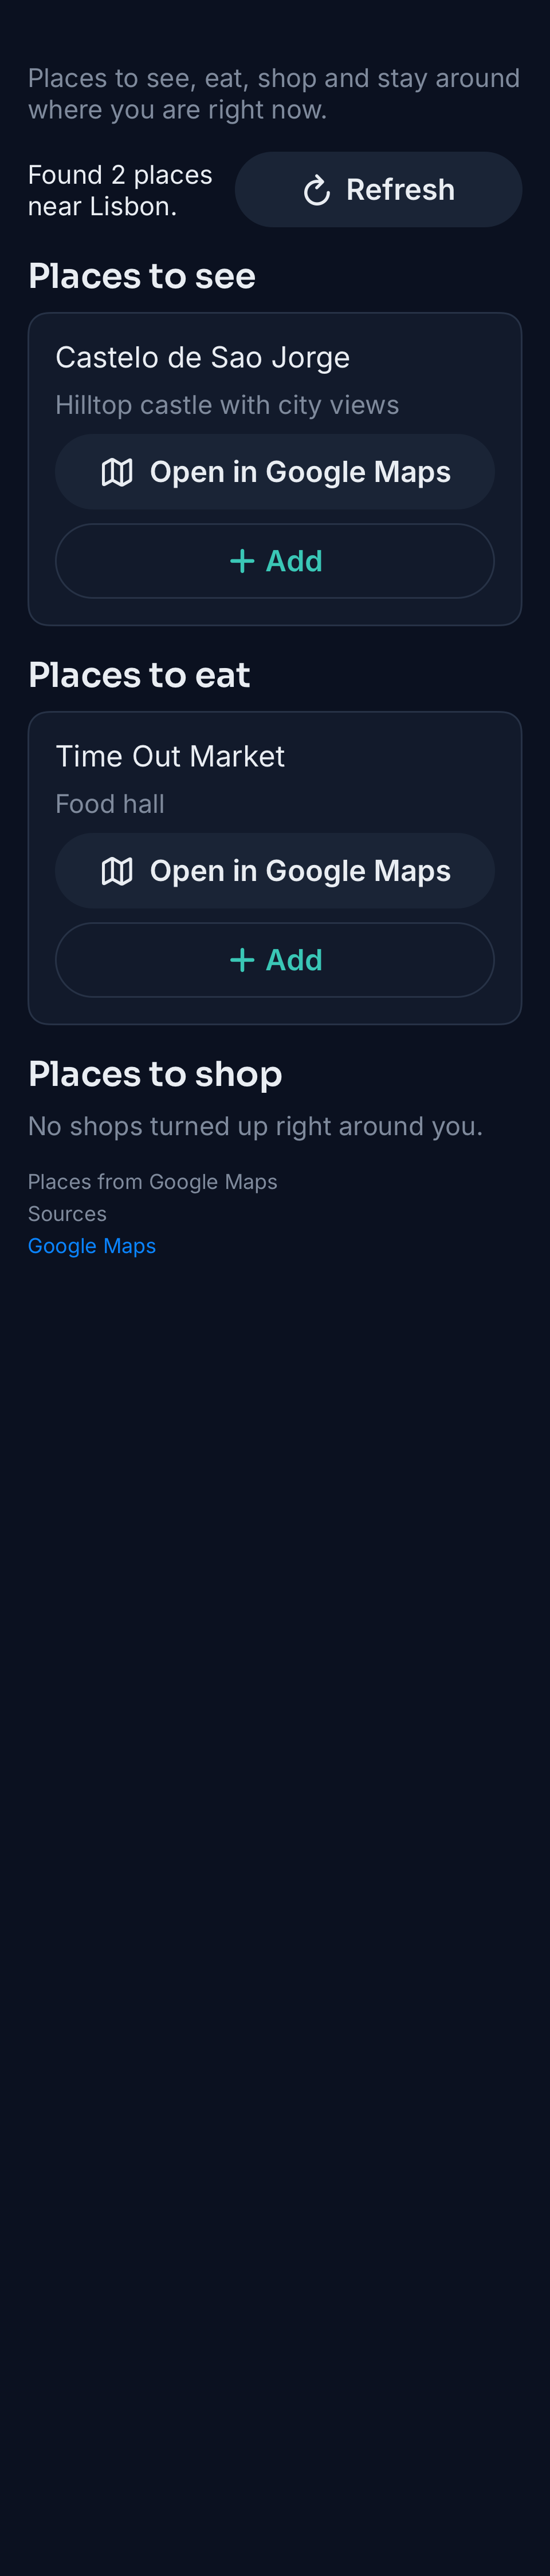 Places to see, eat, shop and stay around
where you are right now.
Found 2 places
near Lisbon.
Refresh
Places to see
Castelo de Sao Jorge
Hilltop castle with city views
Open in Google Maps
+ Add
Places to eat
Time Out Market
Food hall
Open in Google Maps
+ Add
Places to shop
No shops turned up right around you.
Places from Google Maps
Sources
Google Maps